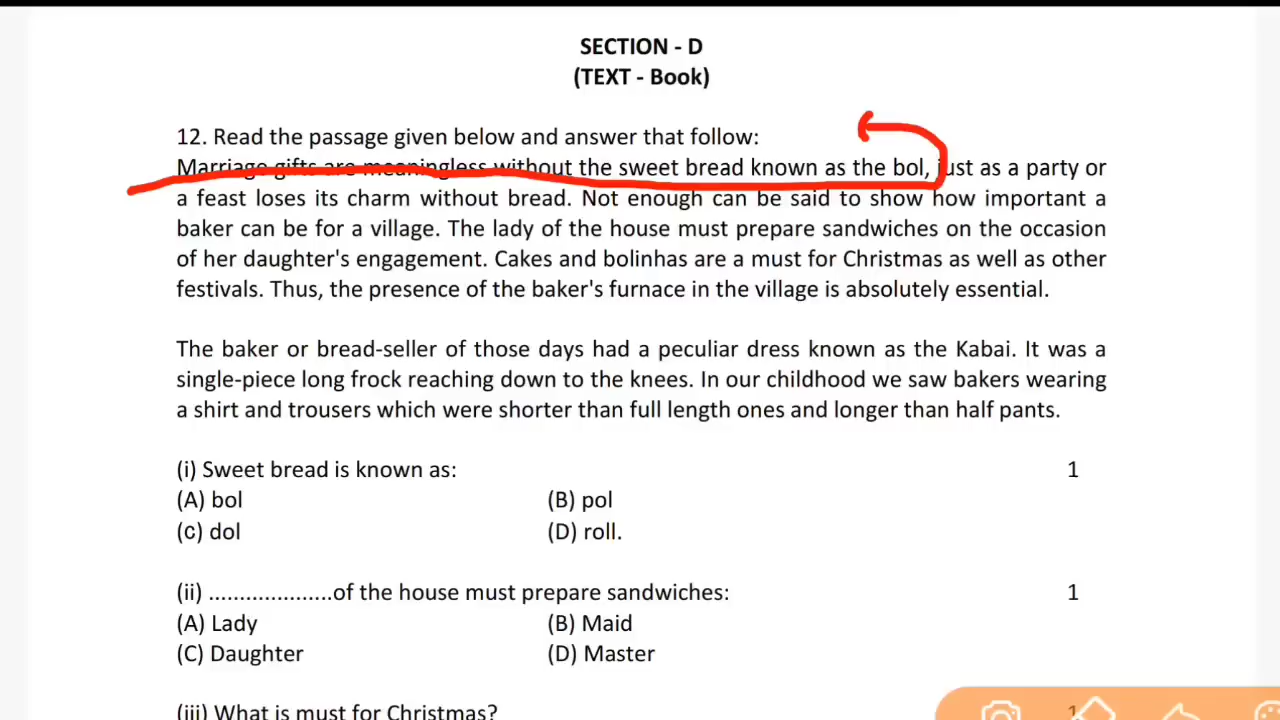 SECTION - D
(TEXT - Book)
12. Read the passage given below and answer that follow:
Marriage gifts are meaningless without the sweet bread known as the bol, just as a party or
a feast loses its charm without bread. Not enough can be said to show how important a
baker can be for a village. The lady of the house must prepare sandwiches on the occasion
of her daughter's engagement. Cakes and bolinhas are a must for Christmas as well as other
festivals. Thus, the presence of the baker's furnace in the village is absolutely essential.
The baker or bread-seller of those days had a peculiar dress known as the Kabai. It was a
single-piece long frock reaching down to the knees. In our childhood we saw bakers wearing
a shirt and trousers which were shorter than full length ones and longer than half pants.
(i) Sweet bread is known as: 1
(A) bol (B) pol
(c) dol (D) roll.
(ii) ....................of the house must prepare sandwiches: 1
(A) Lady (B) Maid
(C) Daughter (D) Master
(iii) What is must for Christmas? 1